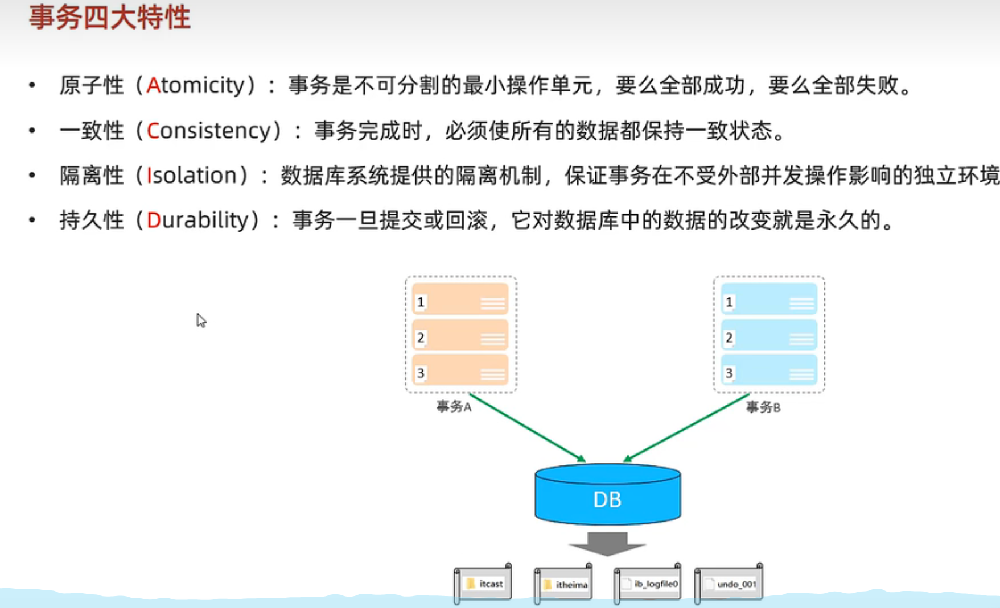 事务四大特性
• 原子性（Atomicity）：事务是不可分割的最小操作单元，要么全部成功，要么全部失败。
• 一致性（Consistency）：事务完成时，必须使所有的数据都保持一致状态。
• 隔离性（Isolation）：数据库系统提供的隔离机制，保证事务在不受外部并发操作影响的独立环境
• 持久性（Durability）：事务一旦提交或回滚，它对数据库中的数据的改变就是永久的。
1
2
3
事务A
1
2
3
事务B
DB
itcast
itheima
ib_logfile0
undo_001